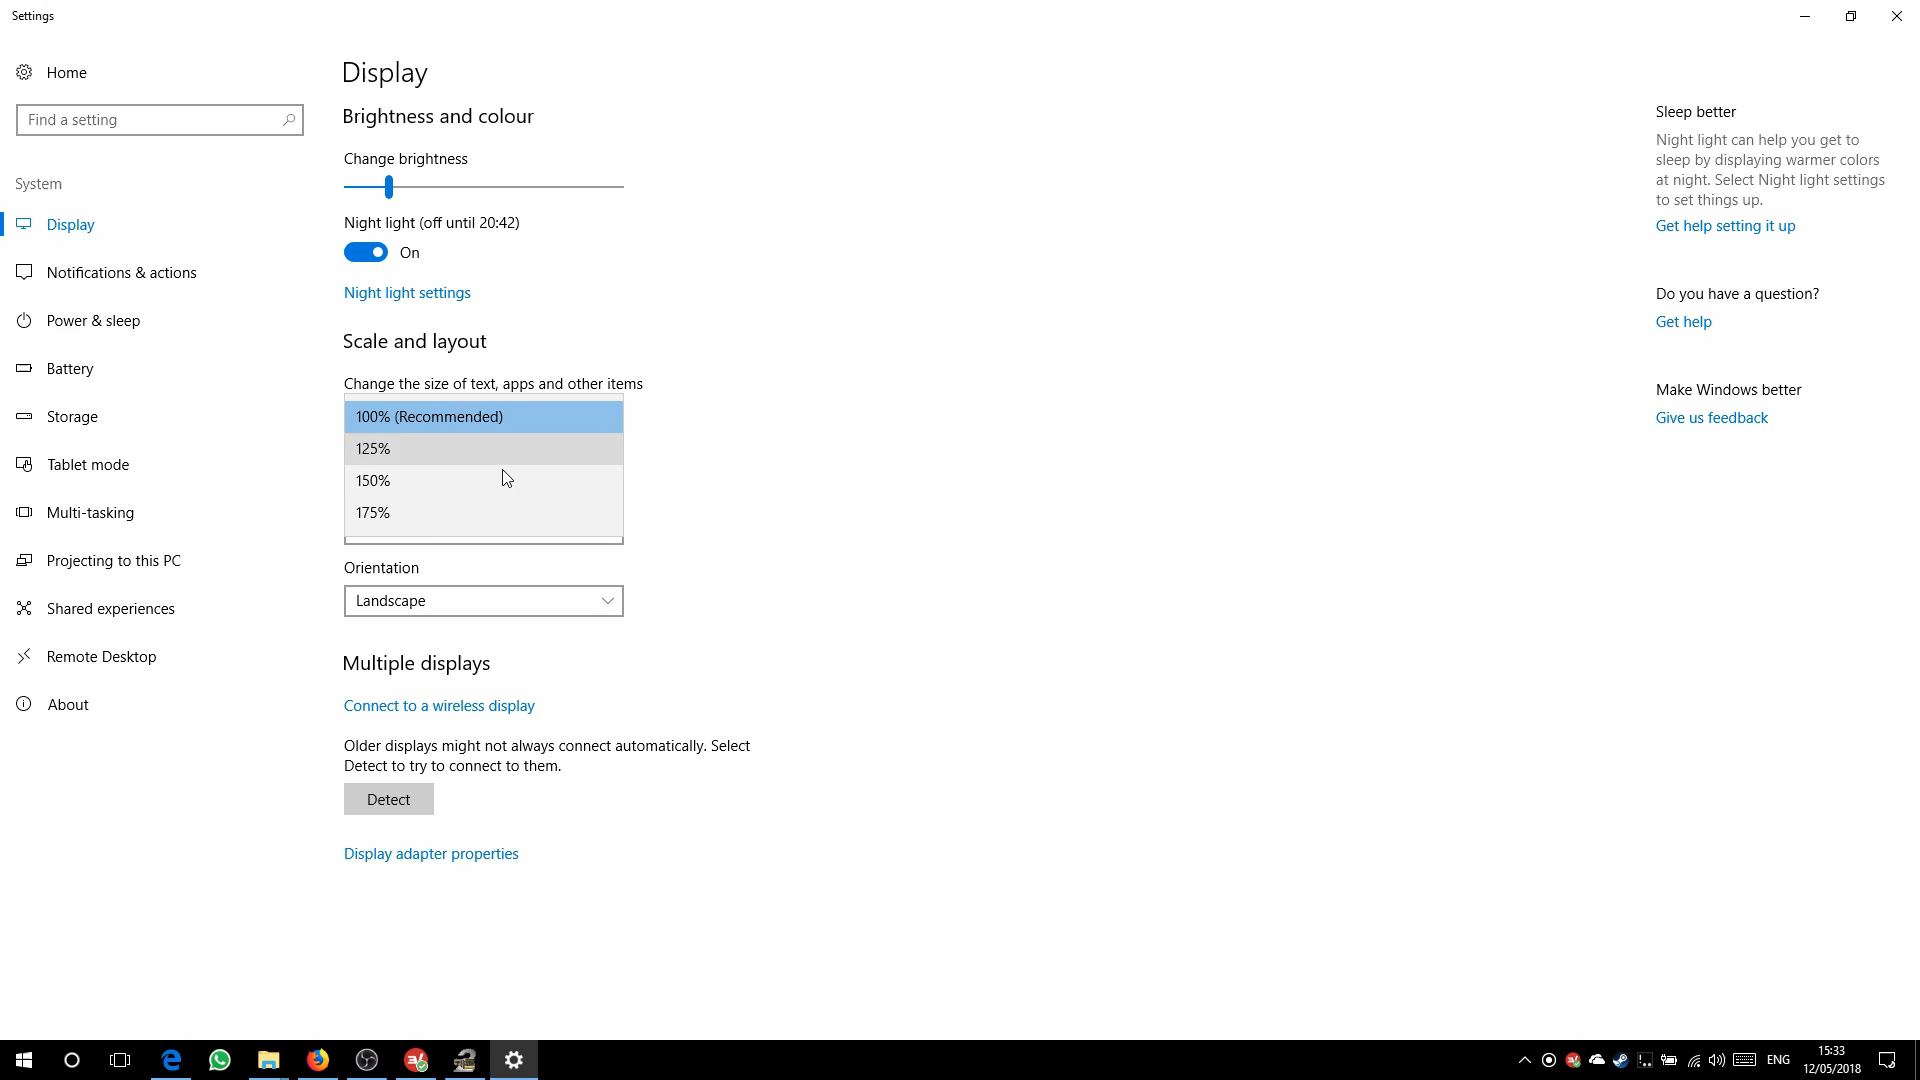 Settings
Home
Find a setting
System
Display
Notifications & actions
Power & sleep
Battery
Storage
Tablet mode
Multi-tasking
Projecting to this PC
Shared experiences
Remote Desktop
About
Display
Brightness and colour
Change brightness
Night light (off until 20:42)
On
Night light settings
Scale and layout
Change the size of text, apps and other items
100% (Recommended)
125%
150%
175%
Orientation
Landscape
Multiple displays
Connect to a wireless display
Older displays might not always connect automatically. Select
Detect to try to connect to them.
Detect
Display adapter properties
Sleep better
Night light can help you get to
sleep by displaying warmer colors
at night. Select Night light settings
to set things up.
Get help setting it up
Do you have a question?
Get help
Make Windows better
Give us feedback
ENG
15:33
12/05/2018